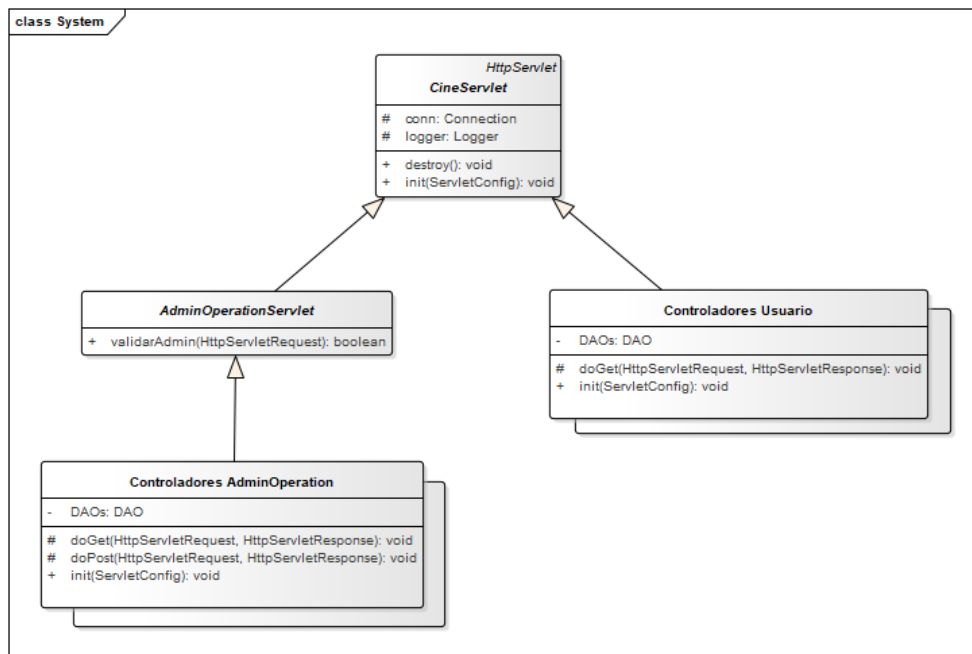 class System
HttpServlet
CineServlet
# conn: Connection
# logger: Logger
+ destroy(): void
+ init(ServletConfig): void
AdminOperationServlet
+ validarAdmin(HttpServletRequest): boolean
Controladores Usuario
- DAOs: DAO
# doGet(HttpServletRequest, HttpServletResponse): void
+ init(ServletConfig): void
Controladores AdminOperation
- DAOs: DAO
# doGet(HttpServletRequest, HttpServletResponse): void
# doPost(HttpServletRequest, HttpServletResponse): void
+ init(ServletConfig): void